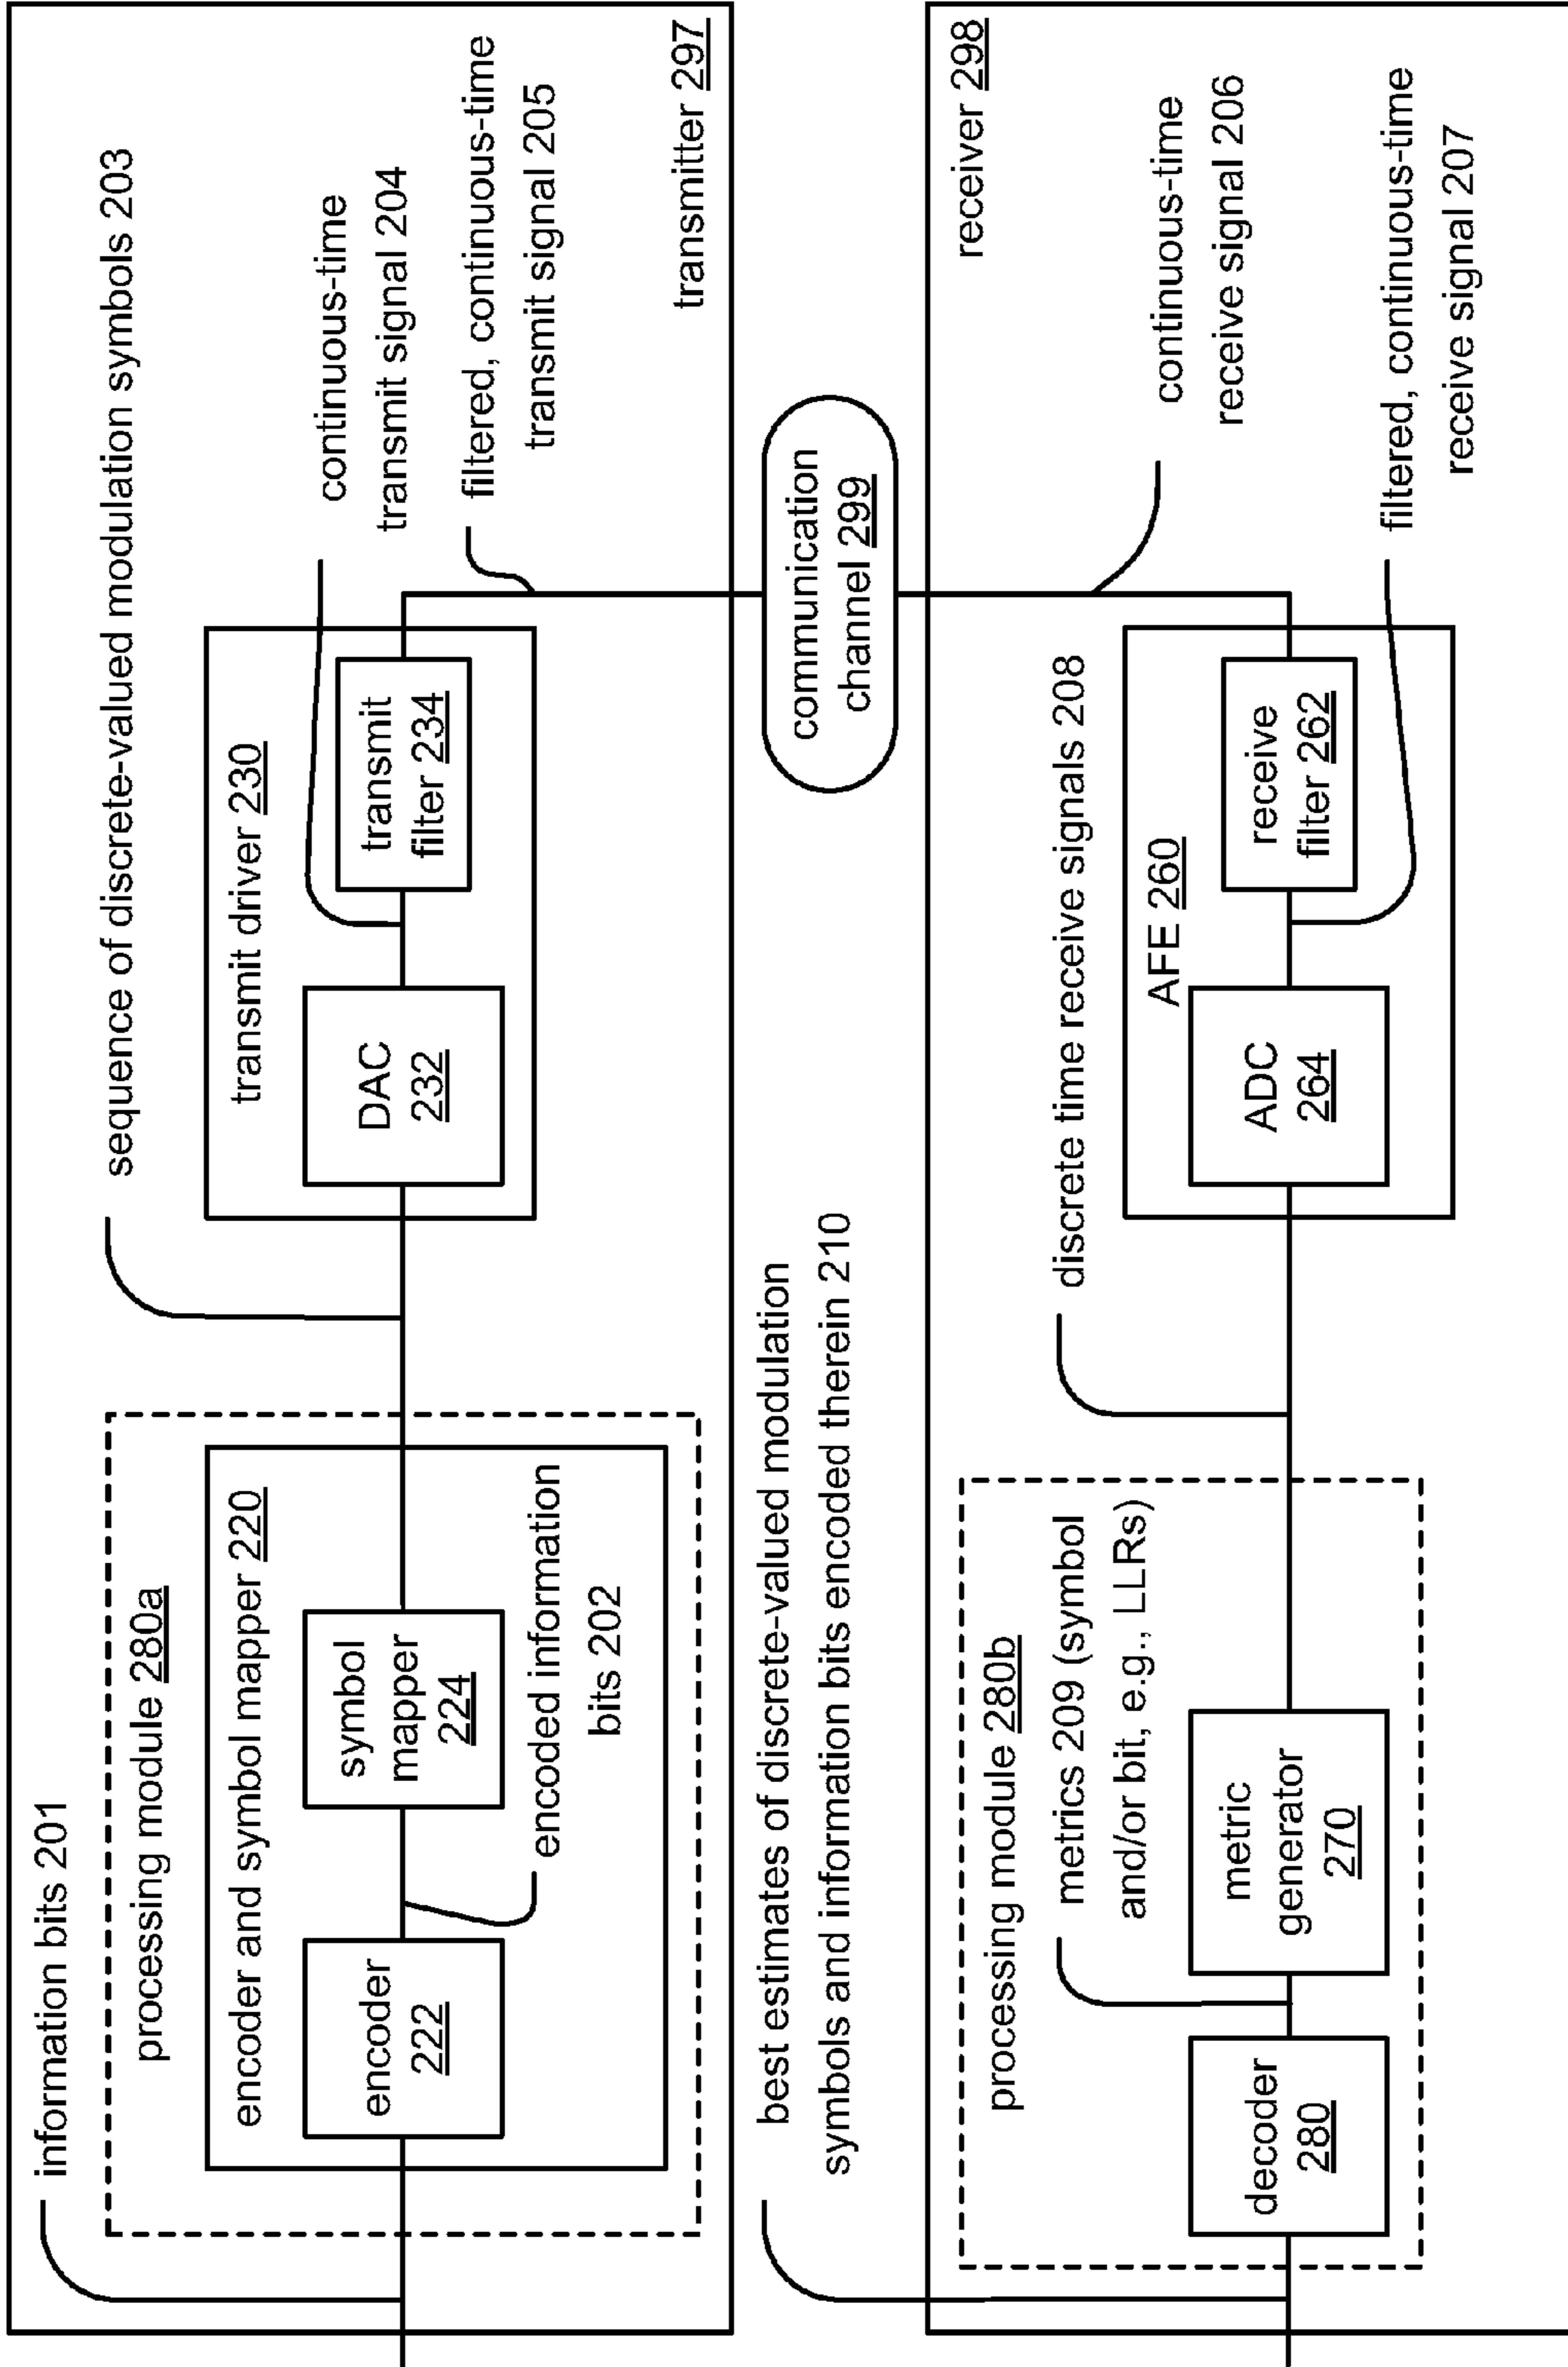 information bits 201
processing module 280a
encoder and symbol mapper 220
encoder
222
symbol
mapper
224
encoded information
bits 202
sequence of discrete-valued modulation symbols 203
transmit driver 230
DAC
232
transmit
filter 234
continuous-time
transmit signal 204
filtered, continuous-time
transmit signal 205
transmitter 297
communication
channel 299
best estimates of discrete-valued modulation
symbols and information bits encoded therein 210
receiver 298
processing module 280b
metrics 209 (symbol
and/or bit, e.g., LLRs)
decoder
280
metric
generator
270
discrete time receive signals 208
AFE 260
ADC
264
receive
filter 262
continuous-time
receive signal 206
filtered, continuous-time
receive signal 207